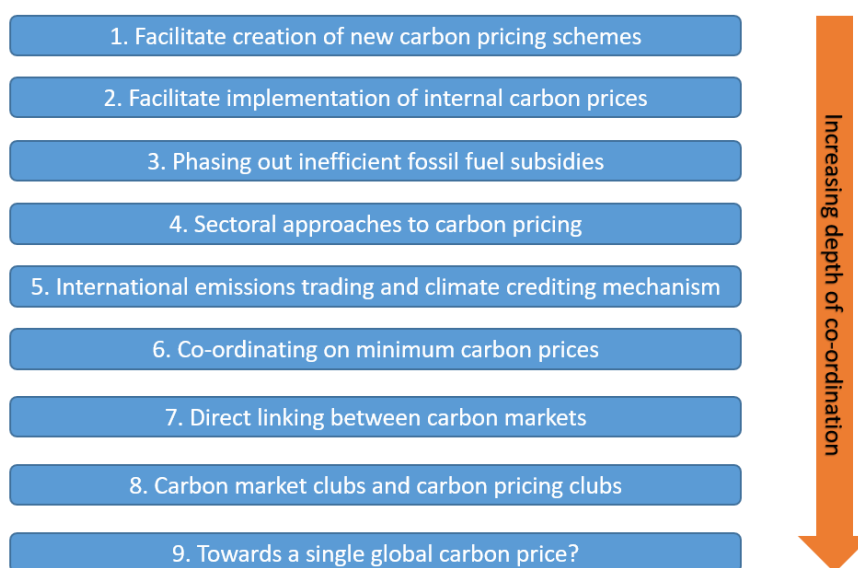 1. Facilitate creation of new carbon pricing schemes
2. Facilitate implementation of internal carbon prices
3. Phasing out inefficient fossil fuel subsidies
4. Sectoral approaches to carbon pricing
5. International emissions trading and climate crediting mechanism
6. Co-ordinating on minimum carbon prices
7. Direct linking between carbon markets
8. Carbon market clubs and carbon pricing clubs
9. Towards a single global carbon price?
Increasing depth of co-ordination